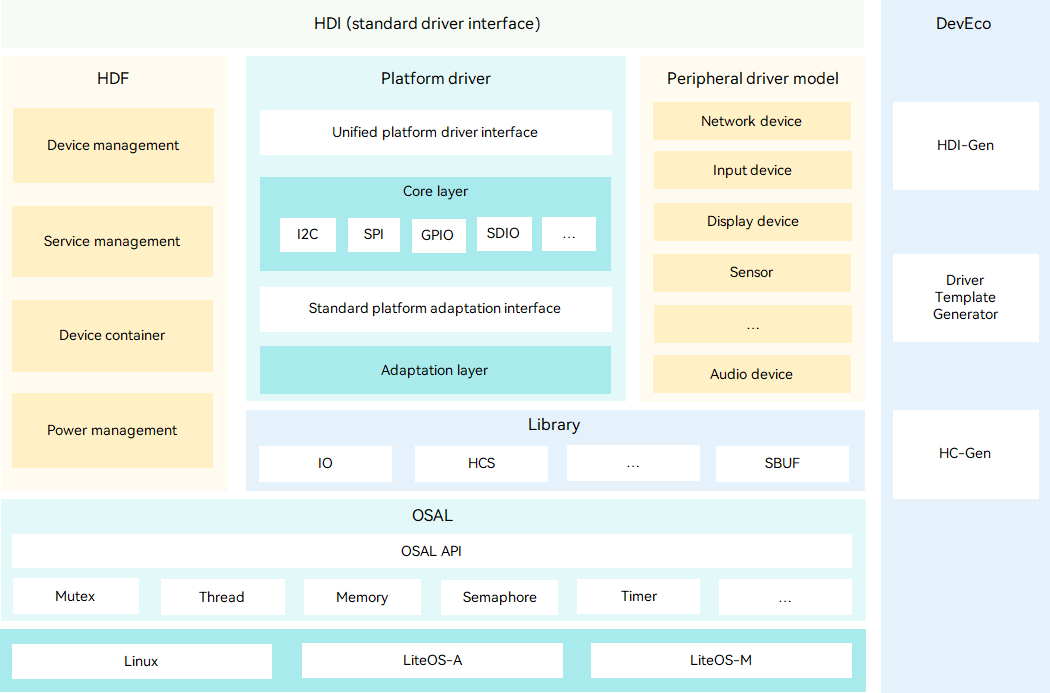 HDI (standard driver interface)
HDF
Device management
Service management
Device container
Power management
Platform driver
Unified platform driver interface
Core layer
I2C
SPI
GPIO
SDIO
...
Standard platform adaptation interface
Adaptation layer
Peripheral driver model
Network device
Input device
Display device
Sensor
...
Audio device
Library
IO
HCS
...
SBUF
OSAL
OSAL API
Mutex
Thread
Memory
Semaphore
Timer
...
Linux
LiteOS-A
LiteOS-M
DevEco
HDI-Gen
Driver
Template
Generator
HC-Gen